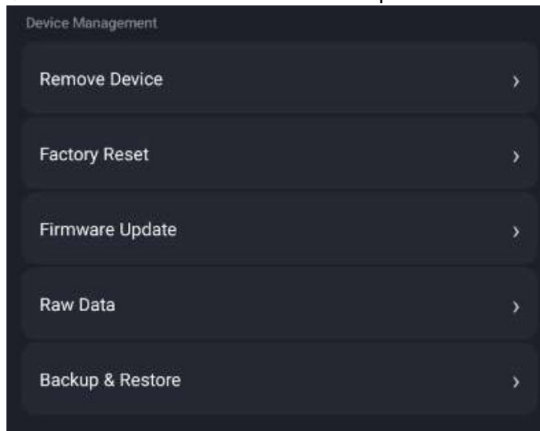 Device Management
Remove Device
Factory Reset
Firmware Update
Raw Data
Backup & Restore